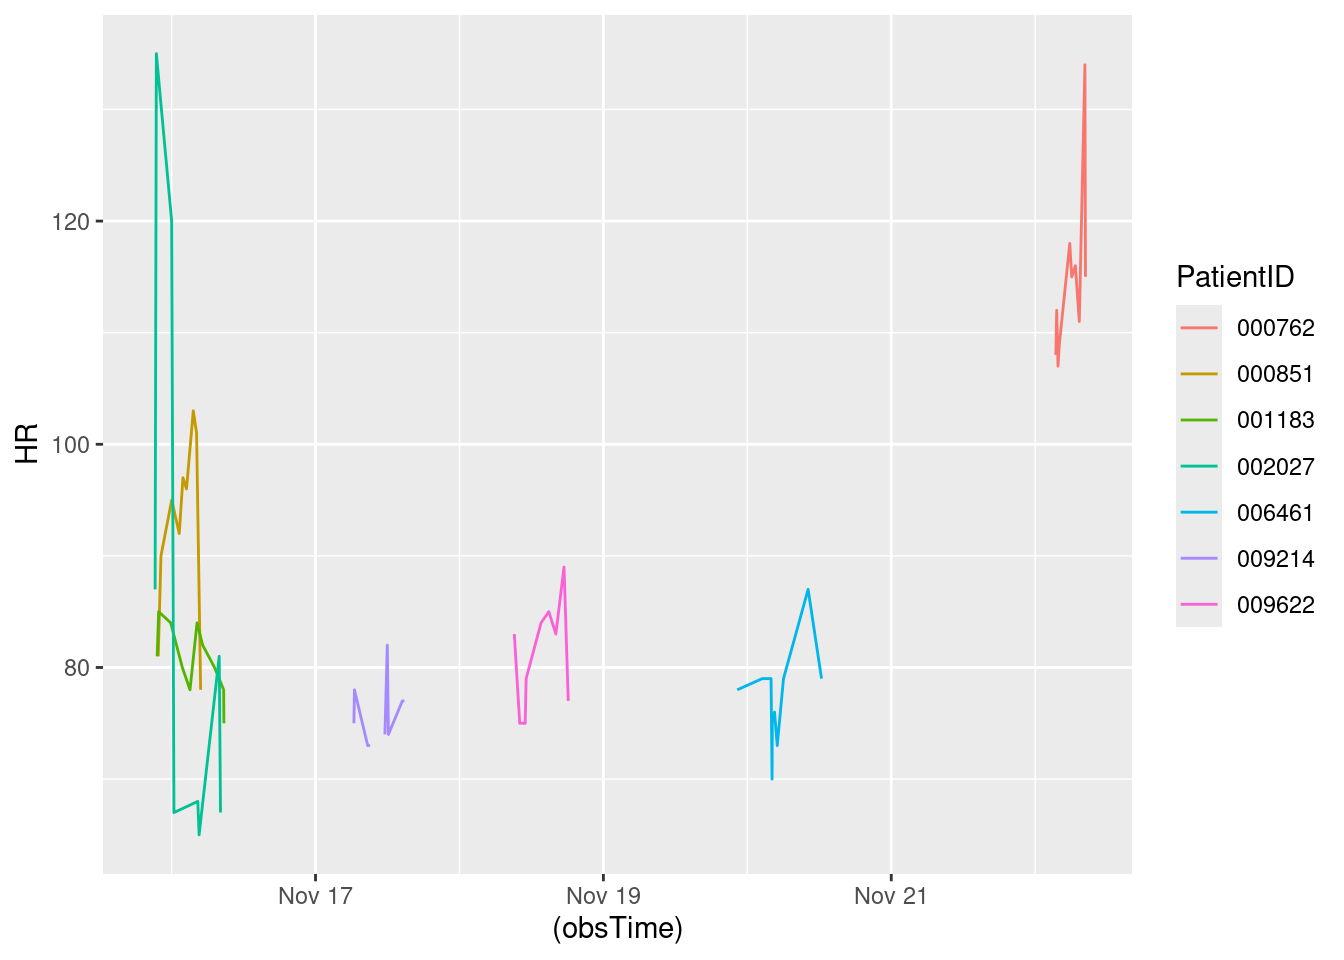 120
100
80
HR
Nov 17
Nov 19
Nov 21
(obsTime)
PatientID
000762
000851
001183
002027
006461
009214
009622